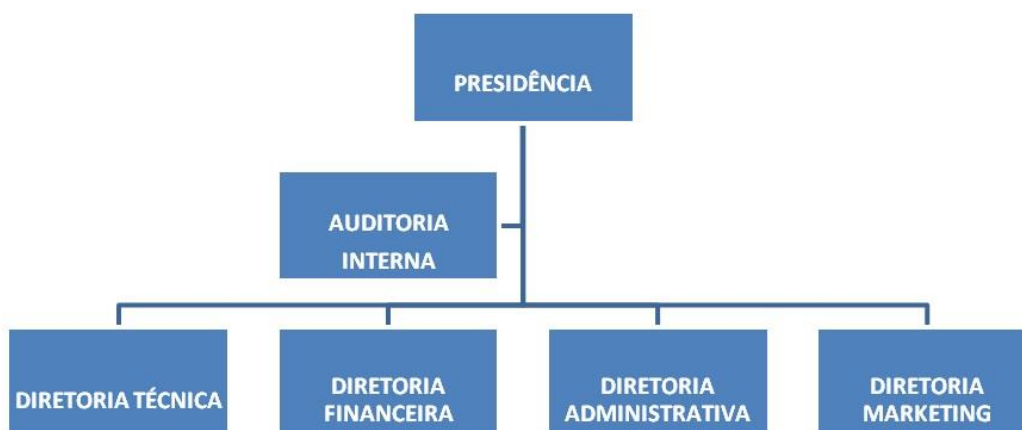 PRESIDÊNCIA
AUDITORIA
INTERNA
DIRETORIA TÉCNICA
DIRETORIA
FINANCEIRA
DIRETORIA
ADMINISTRATIVA
DIRETORIA
MARKETING